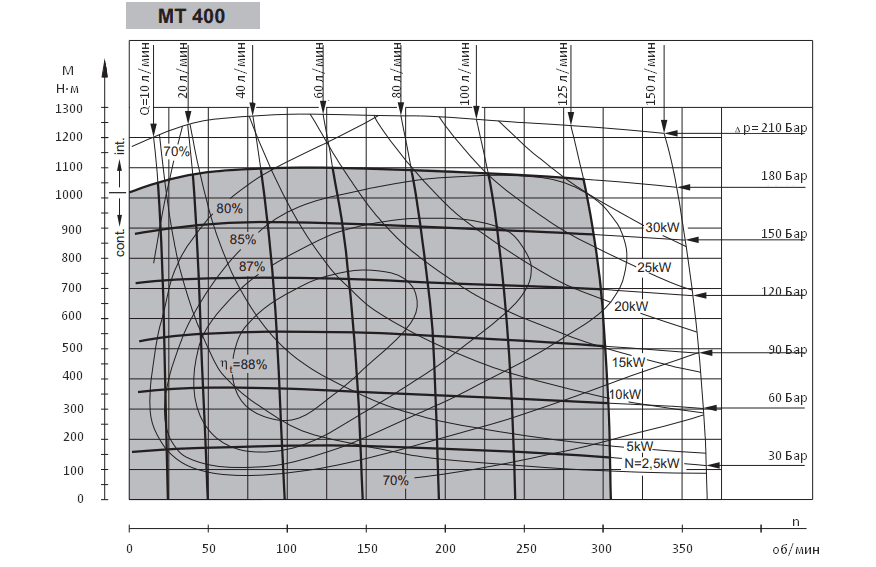 MT 400
M
Н·м
Q=10 л/мин
20 л/мин
40 л/мин
60 л/мин
80 л/мин
100 л/мин
125 л/мин
150 л/мин
1300
1200
1100
1000
900
800
700
600
500
400
300
200
100
0
int.
cont.
70%
80%
85%
87%
ηt=88%
70%
Δ p= 210 Бар
180 Бар
150 Бар
120 Бар
90 Бар
60 Бар
30 Бар
30kW
25kW
20kW
15kW
10kW
5kW
N=2,5kW
n
0 50 100 150 200 250 300 350 об/мин